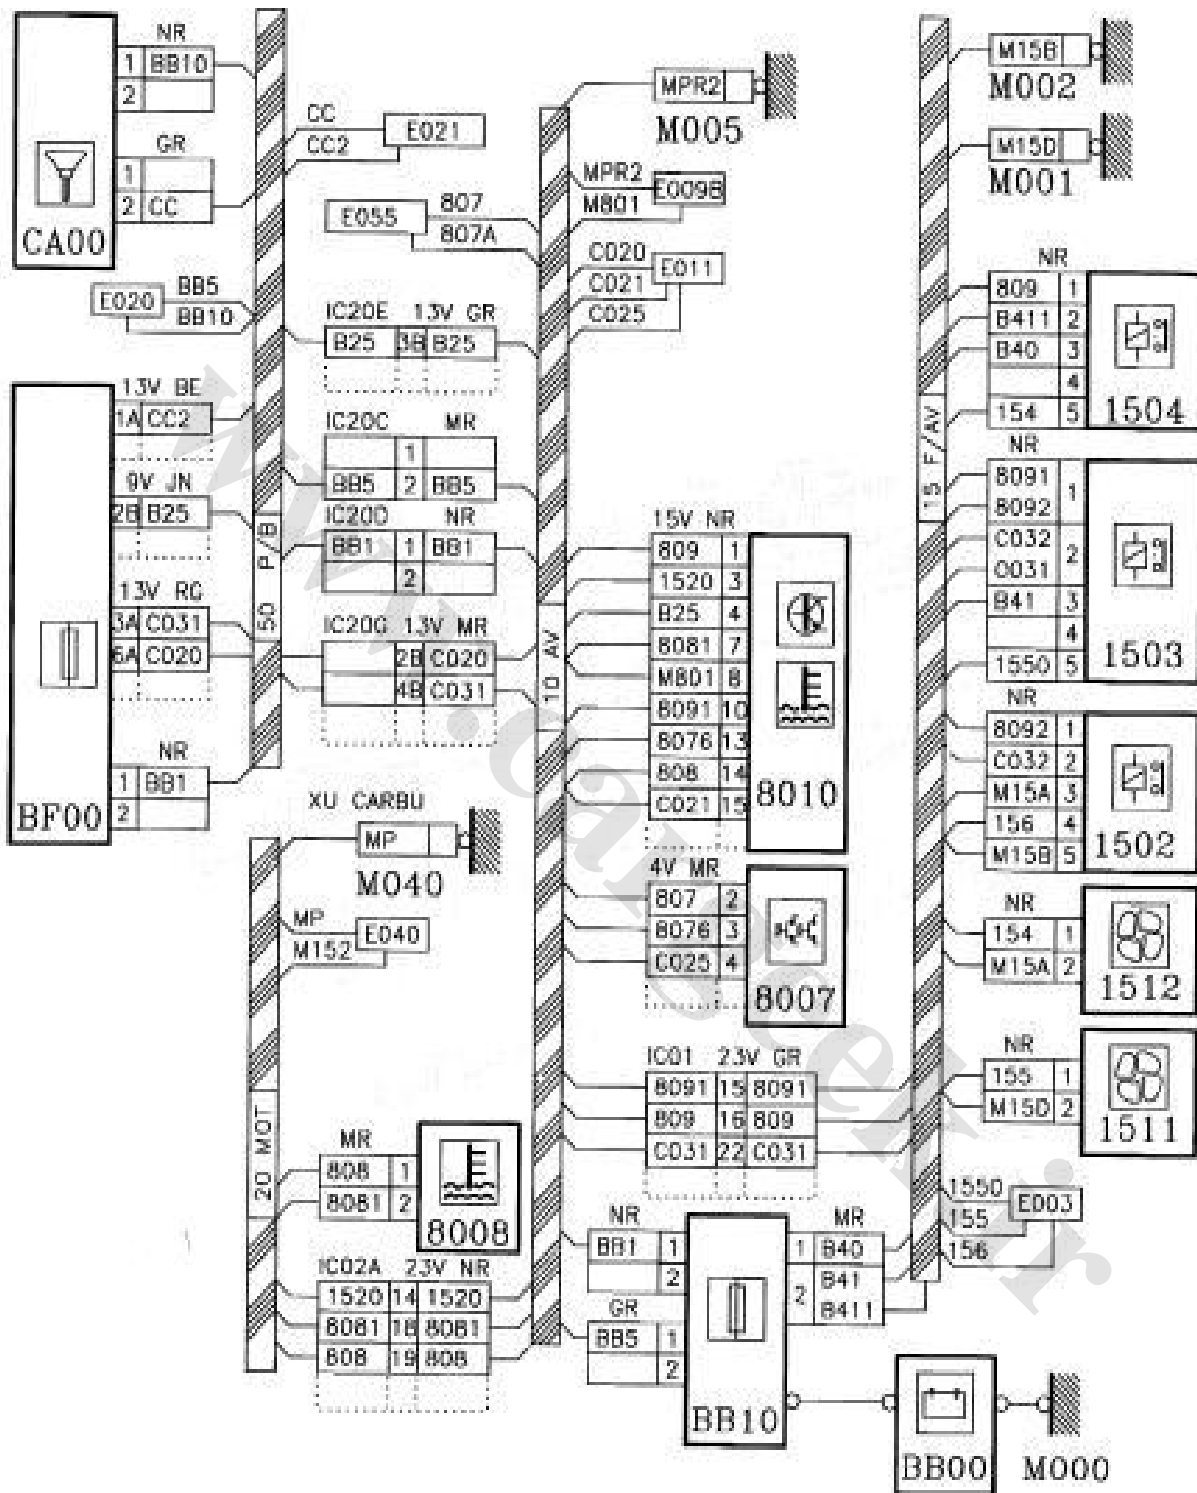 NR
1 BB10
2
GR
1
2 CC
CA00
CC
CC2
E021
BB5
BB10
E020
13V BE
1A CC2
9V JN
2B B25
13V RG
3A C031
6A C020
NR
1 BB1
2
BF00
50 P/B
IC20E 13V GR
B25 3B B25
IC20C MR
1
BB5 2 BB5
IC20D NR
BB1 1 BB1
2
IC20G 13V MR
2B C020
4B C031
E055
807
807A
XU CARBU
MP
M040
MP
M152
E040
20 MOT
MR
808 1
8081 2
8008
IC02A 23V NR
1520 14 1520
8081 18 8081
808 19 808
MPR2
M005
MPR2
M801
E009B
C020
C021
C025
E011
10 AV
15V NR
809 1
1520 3
B25 4
8081 7
M801 8
8091 10
8076 13
808 14
C021 15
8010
4V MR
807 2
8076 3
C025 4
8007
IC01 23V GR
8091 15 8091
809 16 809
C031 22 C031
NR
BB1 1
2
GR
BB5 1
2
BB10
MR
1 B40
2 B41
B411
BB00
M000
15 F/AV
M15B
M002
M15D
M001
NR
809 1
B411 2
B40 3
4
154 5
1504
NR
8091 1
8092
C032 2
C031
B41 3
4
1550 5
1503
NR
8092 1
C032 2
M15A 3
156 4
M15B 5
1502
NR
154 1
M15A 2
1512
NR
155 1
M15D 2
1511
1550
155
156
E003
www.cargeek.ir